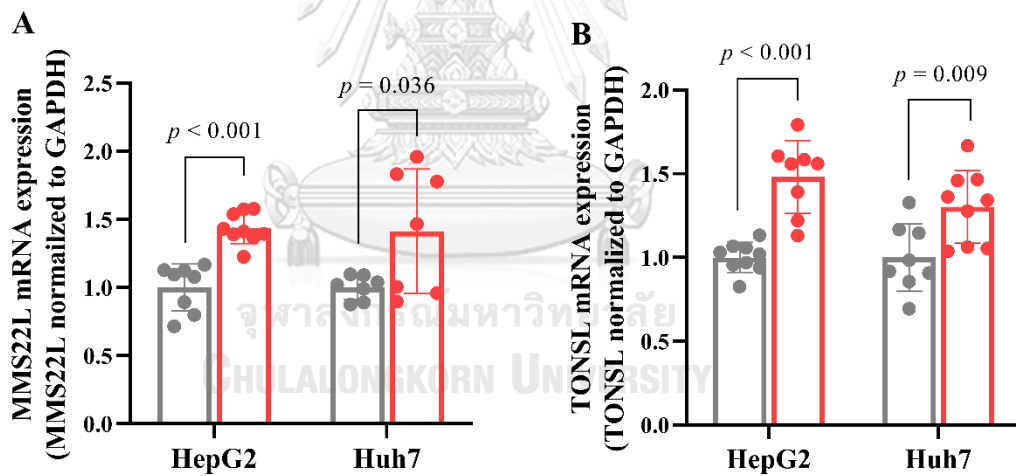 A
MMS22L mRNA expression
(MMS22L normailzed to GAPDH)
2.5
2.0
1.5
1.0
0.5
0.0
p < 0.001
p = 0.036
HepG2
Huh7
B
TONSL mRNA expression
(TONSL normalized to GAPDH)
2.0
1.5
1.0
0.5
0.0
p < 0.001
p = 0.009
HepG2
Huh7
จุฬาลงกรณ์มหาวิทยาลัย
CHULALONGKORN UNIVERSITY